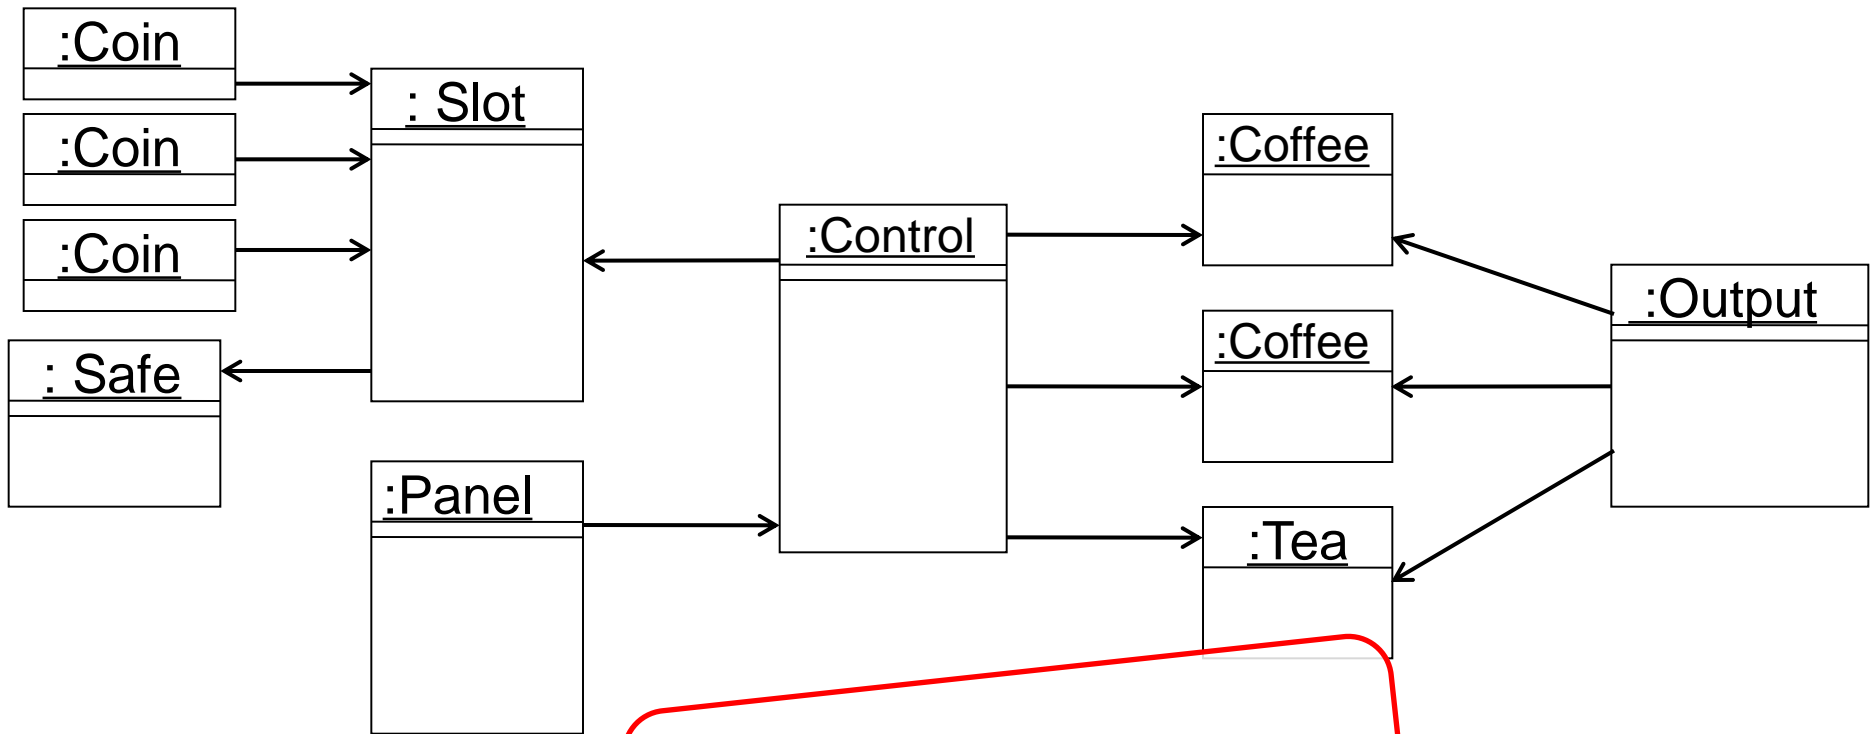 :Coin
:Coin
:Coin
: Safe
: Slot
:Panel
:Control
:Coffee
:Coffee
:Tea
:Output